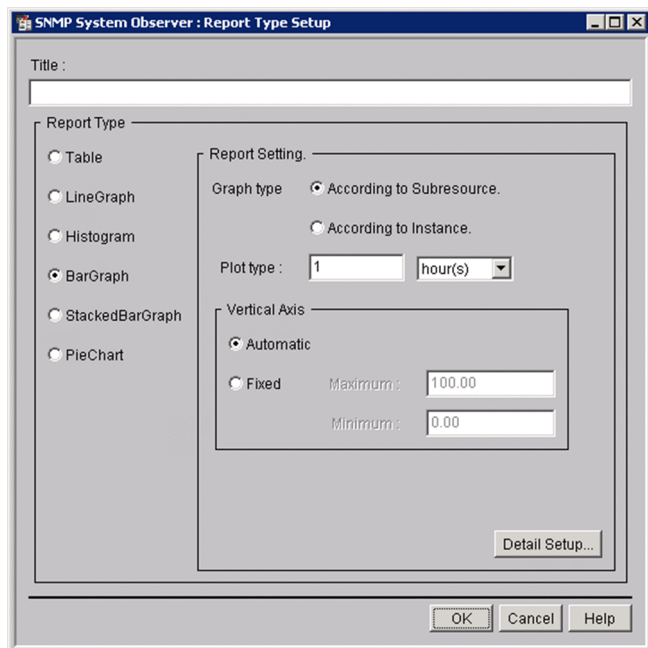 SNMP System Observer : Report Type Setup
Title :
Report Type
Table
LineGraph
Histogram
BarGraph
StackedBarGraph
PieChart
Report Setting.
Graph type According to Subresource.
According to Instance.
Plot type : 1 hour(s)
Vertical Axis
Automatic
Fixed Maximum : 100.00
Minimum : 0.00
Detail Setup...
OK Cancel Help